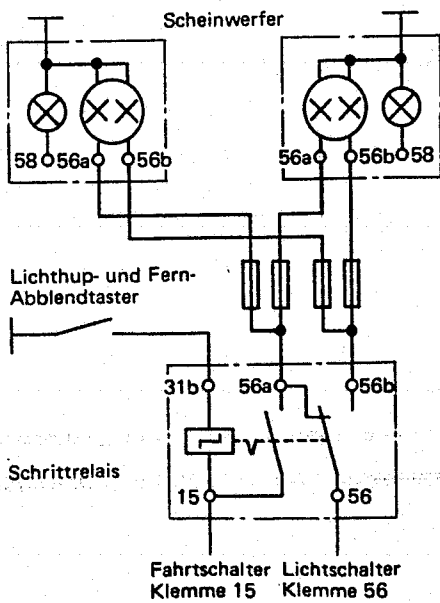 Scheinwerfer
58 56a 56b
56a 56b 58
Lichthup- und Fern-
Abblendtaster
31b 56a 56b
Schrittrelais
15 56
Fahrtschalter
Klemme 15
Lichtschalter
Klemme 56